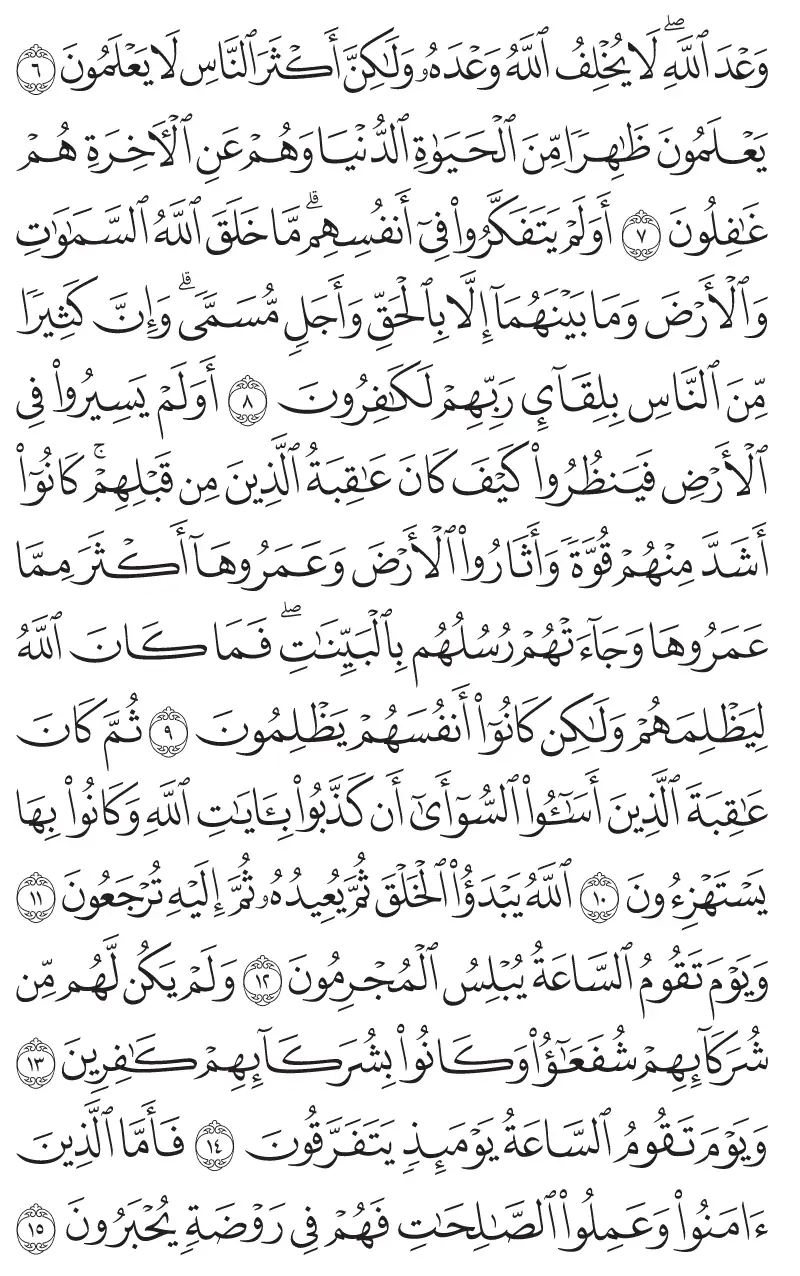 وَعۡدَ ٱللَّهِۖ لَا يُخۡلِفُ ٱللَّهُ وَعۡدَهُۥ وَلَٰكِنَّ أَكۡثَرَ ٱلنَّاسِ لَا يَعۡلَمُونَ ٦
يَعۡلَمُونَ ظَٰهِرٗا مِّنَ ٱلۡحَيَوٰةِ ٱلدُّنۡيَا وَهُمۡ عَنِ ٱلۡأٓخِرَةِ هُمۡ
غَٰفِلُونَ ٧ أَوَلَمۡ يَتَفَكَّرُواْ فِيٓ أَنفُسِهِمۗ مَّا خَلَقَ ٱللَّهُ ٱلسَّمَٰوَٰتِ
وَٱلۡأَرۡضَ وَمَا بَيۡنَهُمَآ إِلَّا بِٱلۡحَقِّ وَأَجَلٖ مُّسَمّٗىۗ وَإِنَّ كَثِيرٗا
مِّنَ ٱلنَّاسِ بِلِقَآيِٕ رَبِّهِمۡ لَكَٰفِرُونَ ٨ أَوَلَمۡ يَسِيرُواْ فِي
ٱلۡأَرۡضِ فَيَنظُرُواْ كَيۡفَ كَانَ عَٰقِبَةُ ٱلَّذِينَ مِن قَبۡلِهِمۡۚ كَانُوٓاْ
أَشَدَّ مِنۡهُمۡ قُوَّةٗ وَأَثَارُواْ ٱلۡأَرۡضَ وَعَمَرُوهَآ أَكۡثَرَ مِمَّا
عَمَرُوهَا وَجَآءَتۡهُمۡ رُسُلُهُم بِٱلۡبَيِّنَٰتِۖ فَمَا كَانَ ٱللَّهُ
لِيَظۡلِمَهُمۡ وَلَٰكِن كَانُوٓاْ أَنفُسَهُمۡ يَظۡلِمُونَ ٩ ثُمَّ كَانَ
عَٰقِبَةَ ٱلَّذِينَ أَسَٰٓـُٔواْ ٱلسُّوٓأَىٰٓ أَن كَذَّبُواْ بِـَٔايَٰتِ ٱللَّهِ وَكَانُواْ بِهَا
يَسۡتَهۡزِءُونَ ١٠ ٱللَّهُ يَبۡدَؤُاْ ٱلۡخَلۡقَ ثُمَّ يُعِيدُهُۥ ثُمَّ إِلَيۡهِ تُرۡجَعُونَ ١١
وَيَوۡمَ تَقُومُ ٱلسَّاعَةُ يُبۡلِسُ ٱلۡمُجۡرِمُونَ ١٢ وَلَمۡ يَكُن لَّهُم مِّن
شُرَكَآئِهِمۡ شُفَعَٰٓؤُاْ وَكَانُواْ بِشُرَكَآئِهِمۡ كَٰفِرِينَ ١٣
وَيَوۡمَ تَقُومُ ٱلسَّاعَةُ يَوۡمَئِذٖ يَتَفَرَّقُونَ ١٤ فَأَمَّا ٱلَّذِينَ
ءَامَنُواْ وَعَمِلُواْ ٱلصَّٰلِحَٰتِ فَهُمۡ فِي رَوۡضَةٖ يُحۡبَرُونَ ١٥